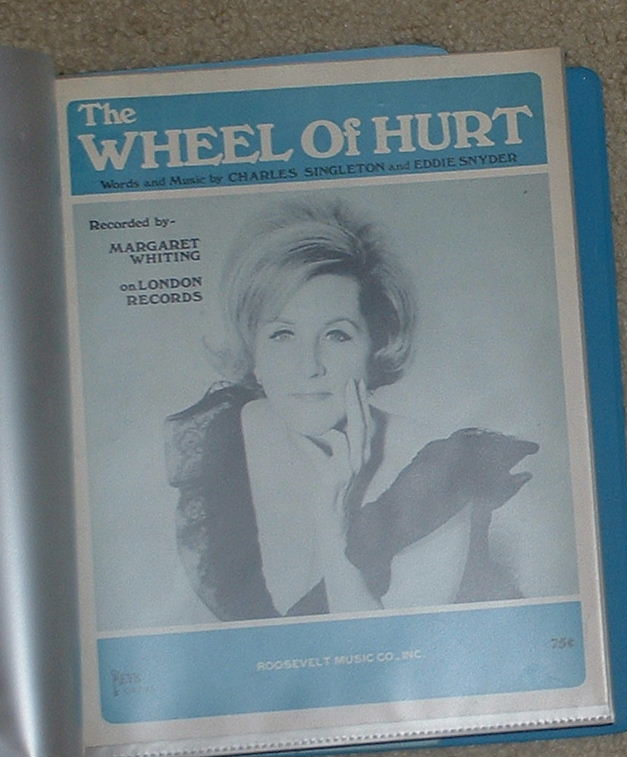 The
WHEEL Of HURT
Words and Music by CHARLES SINGLETON and EDDIE SNYDER
Recorded by-
MARGARET
WHITING
on LONDON
RECORDS
ROOSEVELT MUSIC CO., INC.
75¢
KEYS